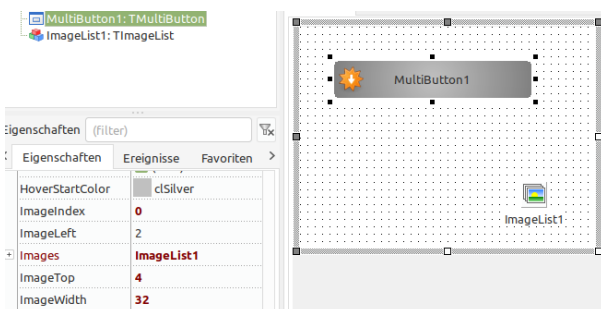 MultiButton1: TMultiButton
ImageList1: TImageList
MultiButton1
Eigenschaften (filter)
Eigenschaften Ereignisse Favoriten
HoverStartColor clSilver
ImageIndex 0
ImageLeft 2
Images ImageList1
ImageTop 4
ImageWidth 32
ImageList1